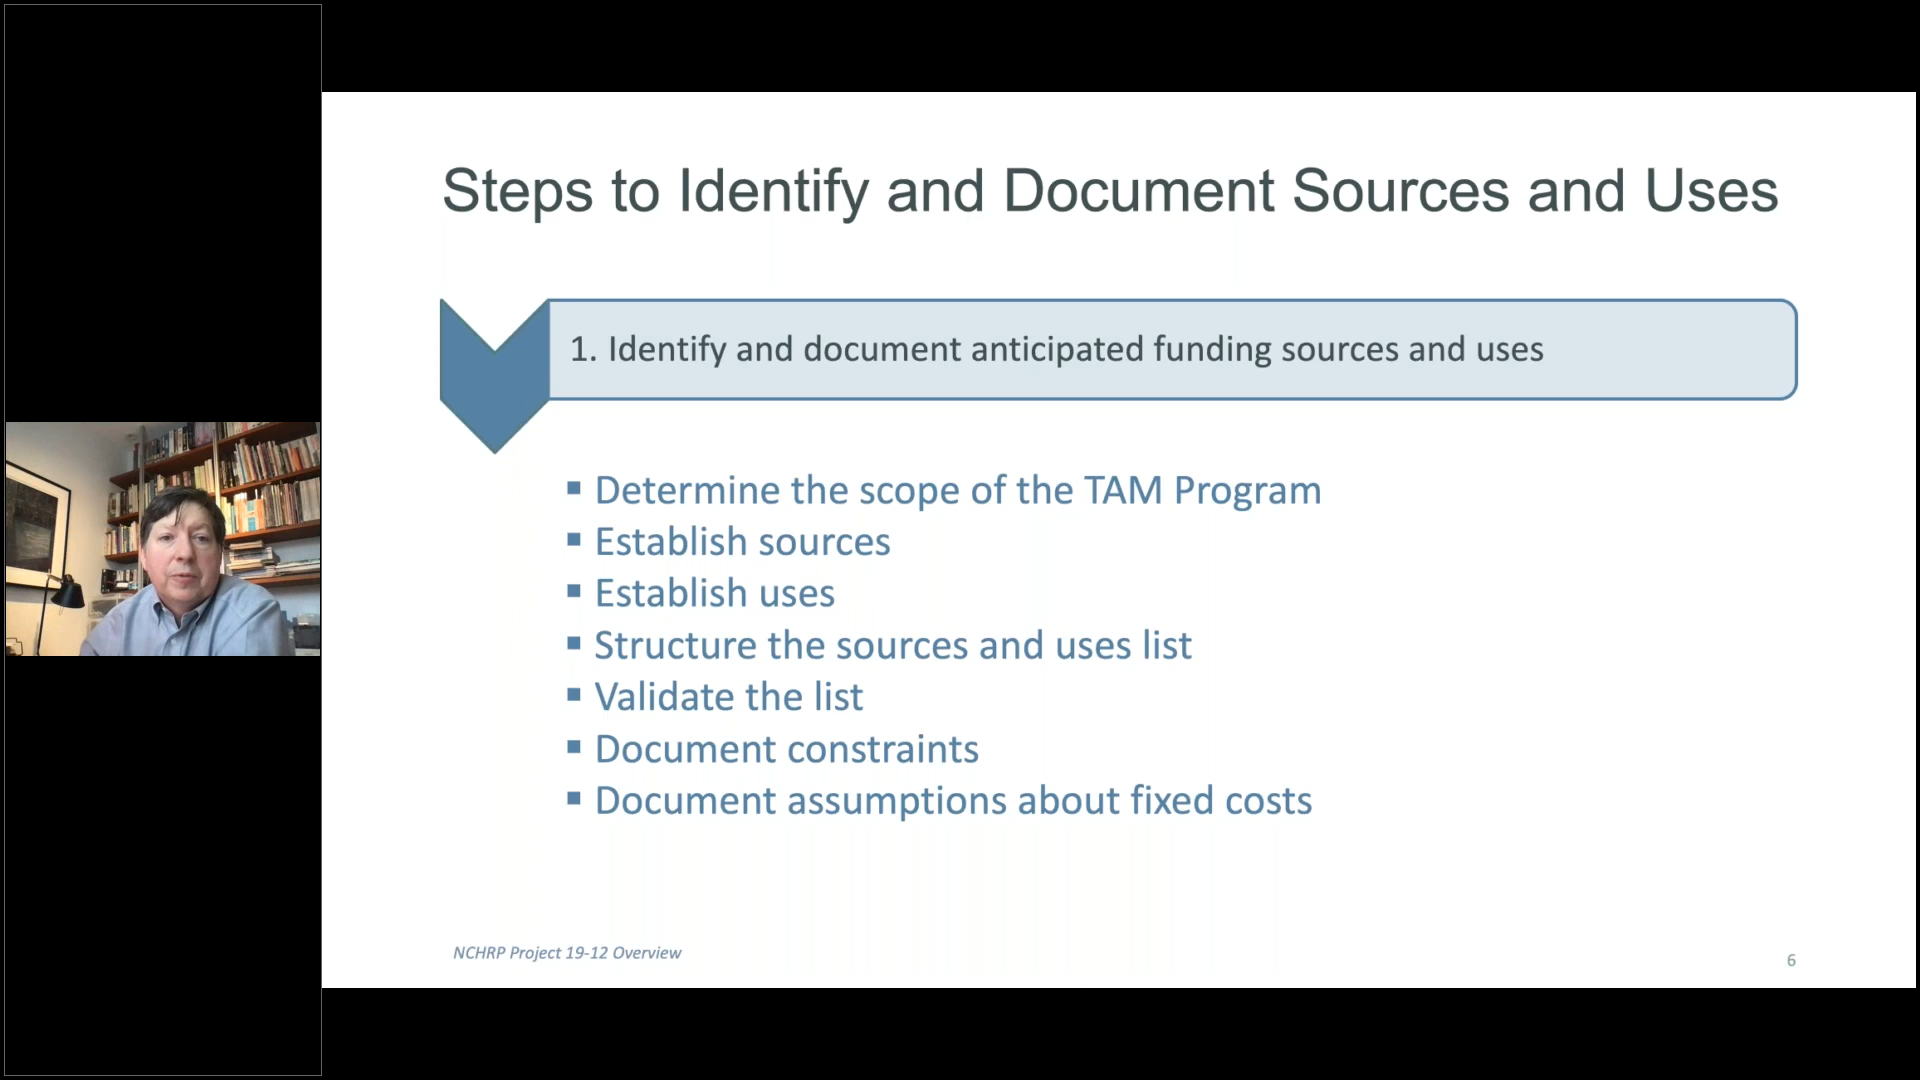 Steps to Identify and Document Sources and Uses
1. Identify and document anticipated funding sources and uses
▪ Determine the scope of the TAM Program
▪ Establish sources
▪ Establish uses
▪ Structure the sources and uses list
▪ Validate the list
▪ Document constraints
▪ Document assumptions about fixed costs
NCHRP Project 19-12 Overview
6